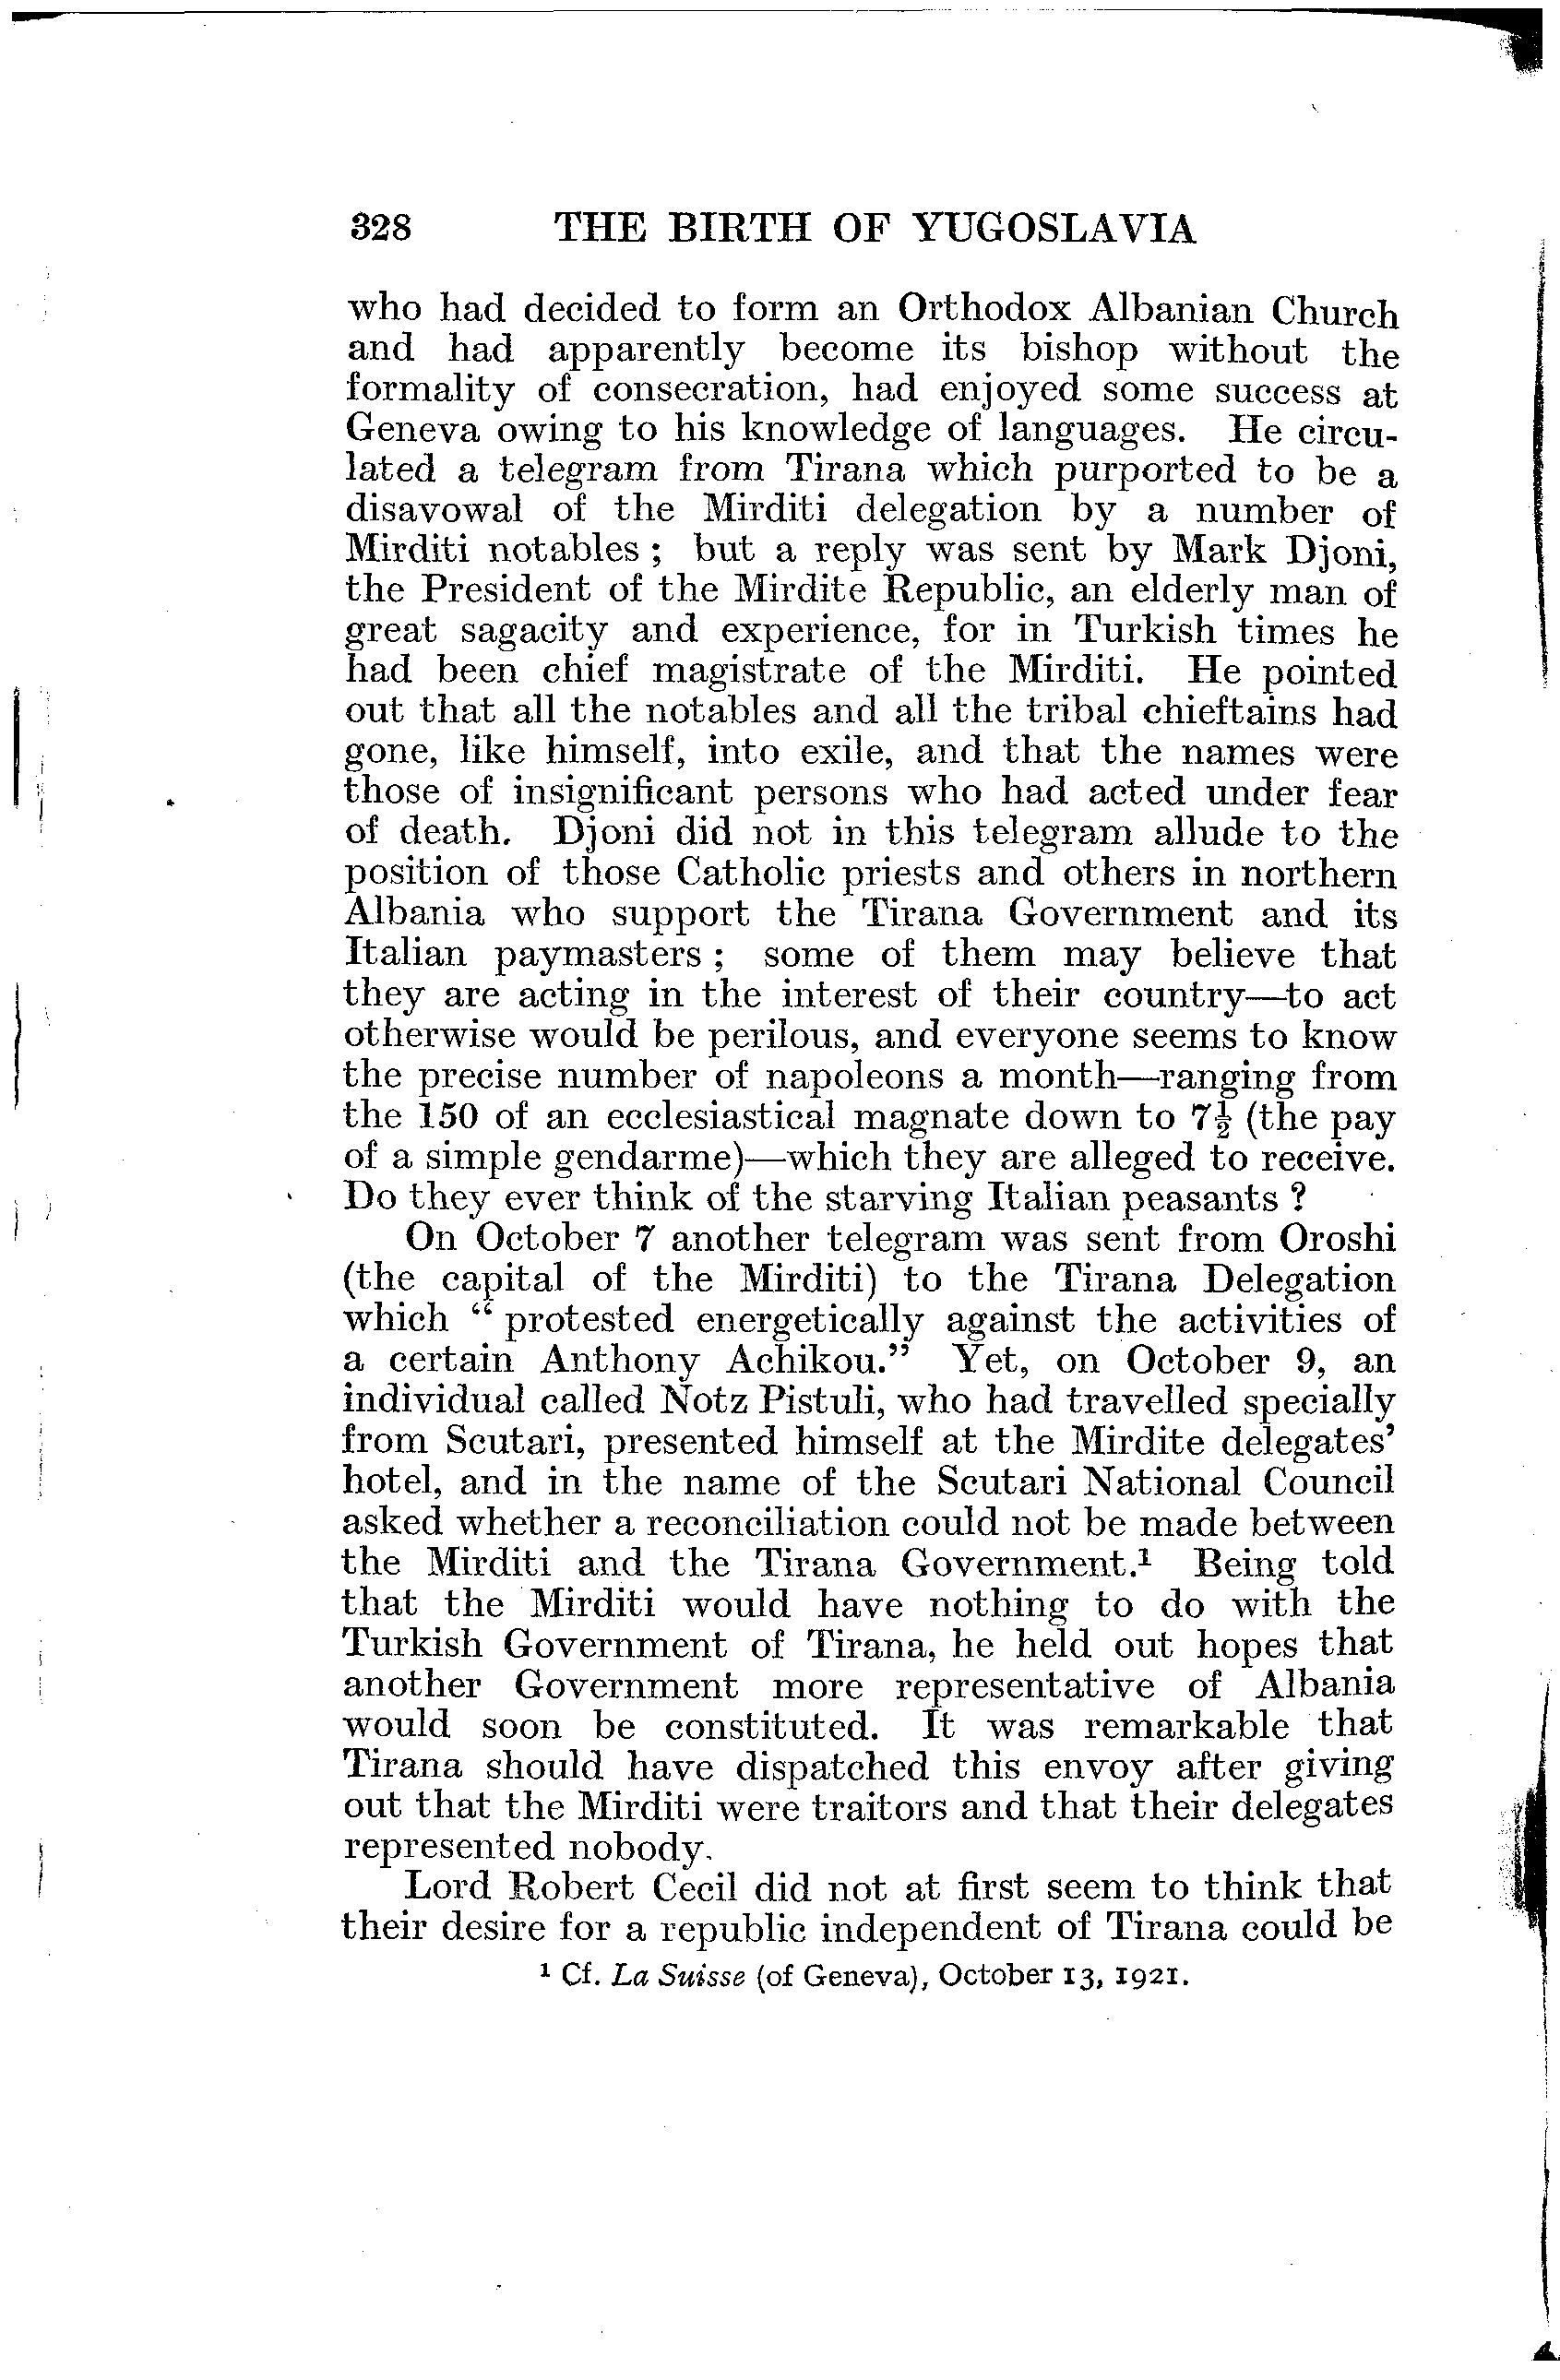 328 THE BIRTH OF YUGOSLAVIA
who had decided to form an Orthodox Albanian Church
and had apparently become its bishop without the
formality of consecration, had enjoyed some success at
Geneva owing to his knowledge of languages. He circu-
lated a telegram from Tirana which purported to be a
disavowal of the Mirditi delegation by a number of
Mirditi notables ; but a reply was sent by Mark Djoni,
the President of the Mirdite Republic, an elderly man of
great sagacity and experience, for in Turkish times he
had been chief magistrate of the Mirditi. He pointed
out that all the notables and all the tribal chieftains had
gone, like himself, into exile, and that the names were
those of insignificant persons who had acted under fear
of death. Djoni did not in this telegram allude to the
position of those Catholic priests and others in northern
Albania who support the Tirana Government and its
Italian paymasters ; some of them may believe that
they are acting in the interest of their country—to act
otherwise would be perilous, and everyone seems to know
the precise number of napoleons a month—ranging from
the 150 of an ecclesiastical magnate down to 7½ (the pay
of a simple gendarme)—which they are alleged to receive.
Do they ever think of the starving Italian peasants ?
On October 7 another telegram was sent from Oroshi
(the capital of the Mirditi) to the Tirana Delegation
which “ protested energetically against the activities of
a certain Anthony Achikou.” Yet, on October 9, an
individual called Notz Pistuli, who had travelled specially
from Scutari, presented himself at the Mirdite delegates’
hotel, and in the name of the Scutari National Council
asked whether a reconciliation could not be made between
the Mirditi and the Tirana Government.¹ Being told
that the Mirditi would have nothing to do with the
Turkish Government of Tirana, he held out hopes that
another Government more representative of Albania
would soon be constituted. It was remarkable that
Tirana should have dispatched this envoy after giving
out that the Mirditi were traitors and that their delegates
represented nobody.
Lord Robert Cecil did not at first seem to think that
their desire for a republic independent of Tirana could be
¹ Cf. La Suisse (of Geneva), October 13, 1921.